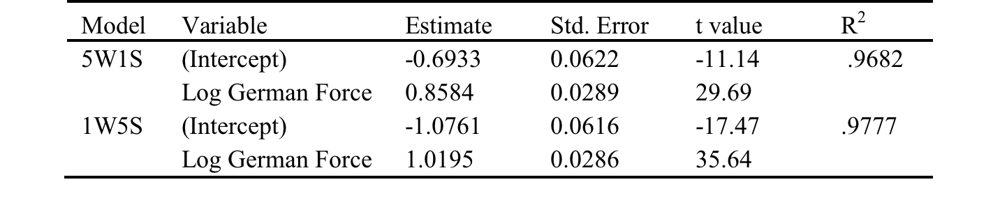 Model Variable Estimate Std. Error t value R²
5W1S (Intercept) -0.6933 0.0622 -11.14 .9682
Log German Force 0.8584 0.0289 29.69
1W5S (Intercept) -1.0761 0.0616 -17.47 .9777
Log German Force 1.0195 0.0286 35.64